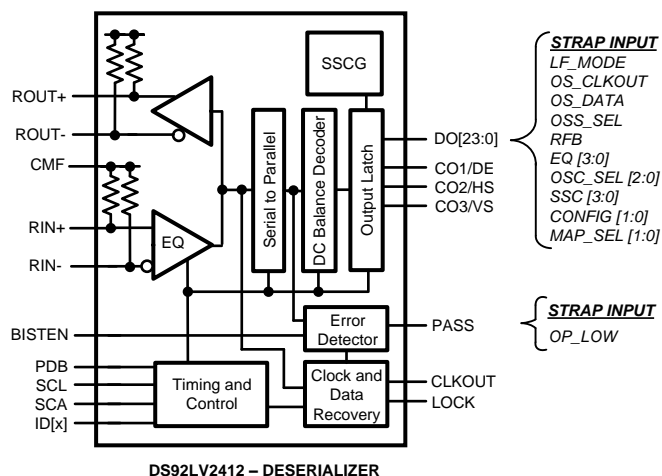 SSCG
ROUT+
ROUT-
CMF
RIN+
RIN-
EQ
Serial to Parallel
DC Balance Decoder
Output Latch
DO[23:0]
CO1/DE
CO2/HS
CO3/VS
STRAP INPUT
LF_MODE
OS_CLKOUT
OS_DATA
OSS_SEL
RFB
EQ [3:0]
OSC_SEL [2:0]
SSC [3:0]
CONFIG [1:0]
MAP_SEL [1:0]
BISTEN
PDB
SCL
SCA
ID[x]
Timing and
Control
Error
Detector
Clock and
Data
Recovery
PASS
CLKOUT
LOCK
STRAP INPUT
OP_LOW
DS92LV2412 – DESERIALIZER